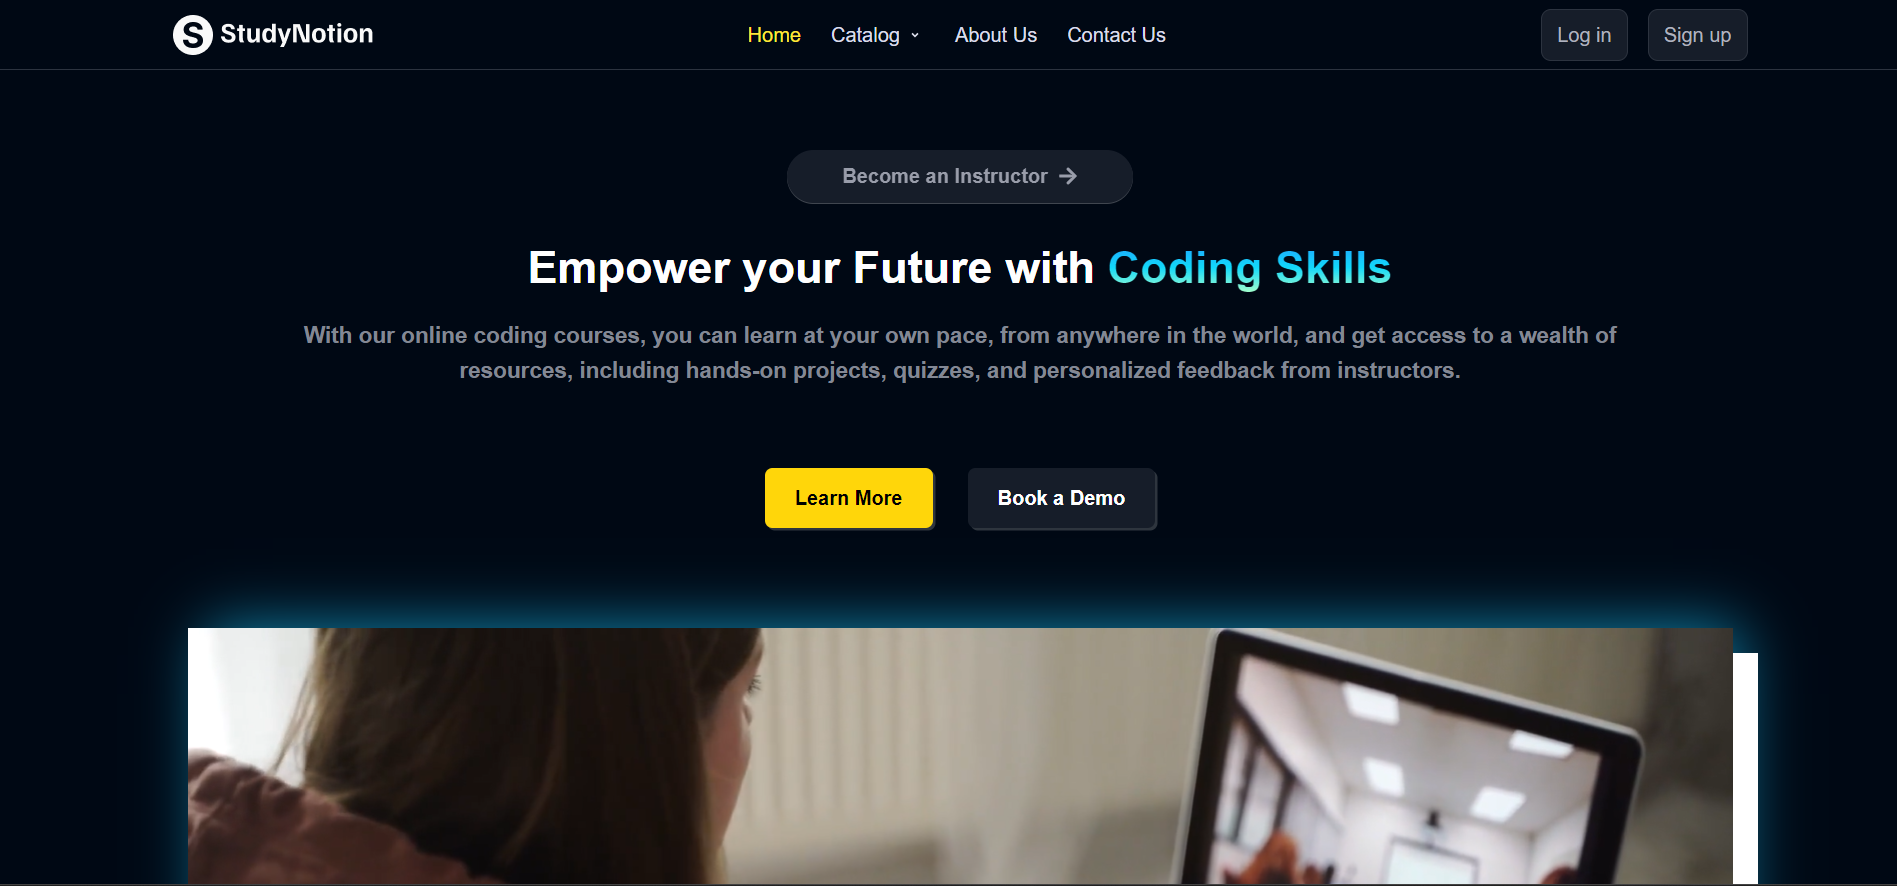 S StudyNotion
Home Catalog About Us Contact Us
Log in Sign up
Become an Instructor →
Empower your Future with Coding Skills
With our online coding courses, you can learn at your own pace, from anywhere in the world, and get access to a wealth of
resources, including hands-on projects, quizzes, and personalized feedback from instructors.
Learn More Book a Demo